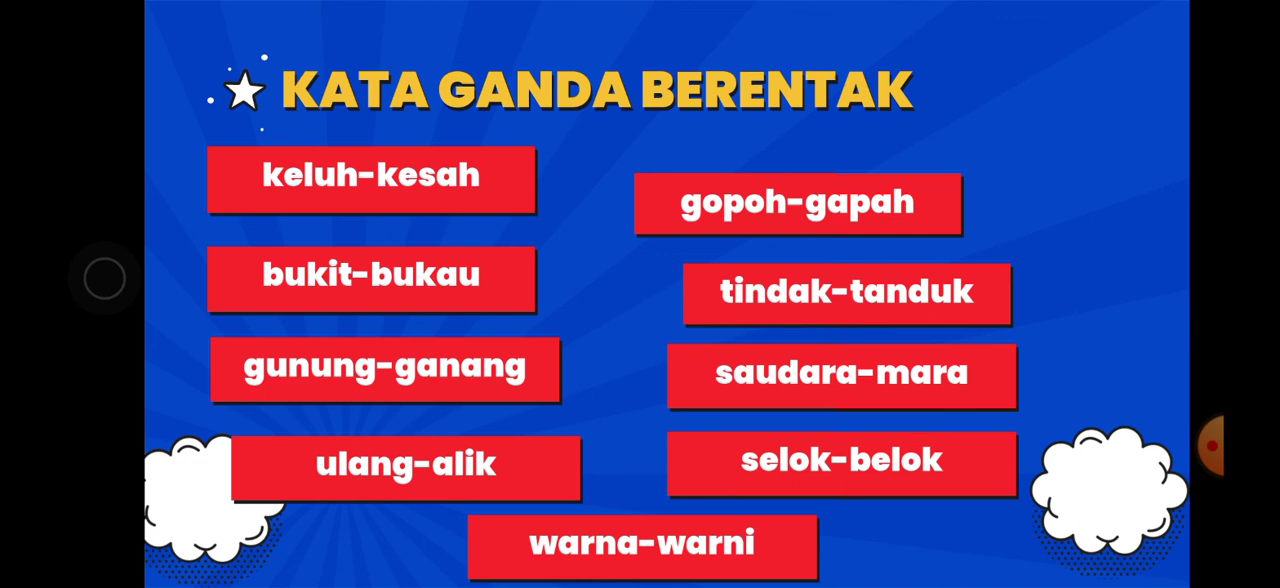 KATA GANDA BERENTAK
keluh-kesah
gopoh-gapah
bukit-bukau
tindak-tanduk
gunung-ganang
saudara-mara
ulang-alik
selok-belok
warna-warni